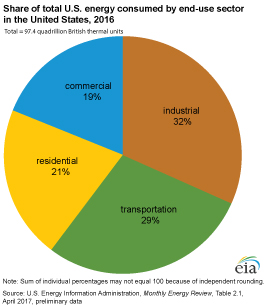 Share of total U.S. energy consumed by end-use sector
in the United States, 2016
Total = 97.4 quadrillion British thermal units
commercial
19%
industrial
32%
residential
21%
transportation
29%
eia
Note: Sum of individual percentages may not equal 100 because of independent rounding.
Source: U.S. Energy Information Administration, Monthly Energy Review, Table 2.1,
April 2017, preliminary data